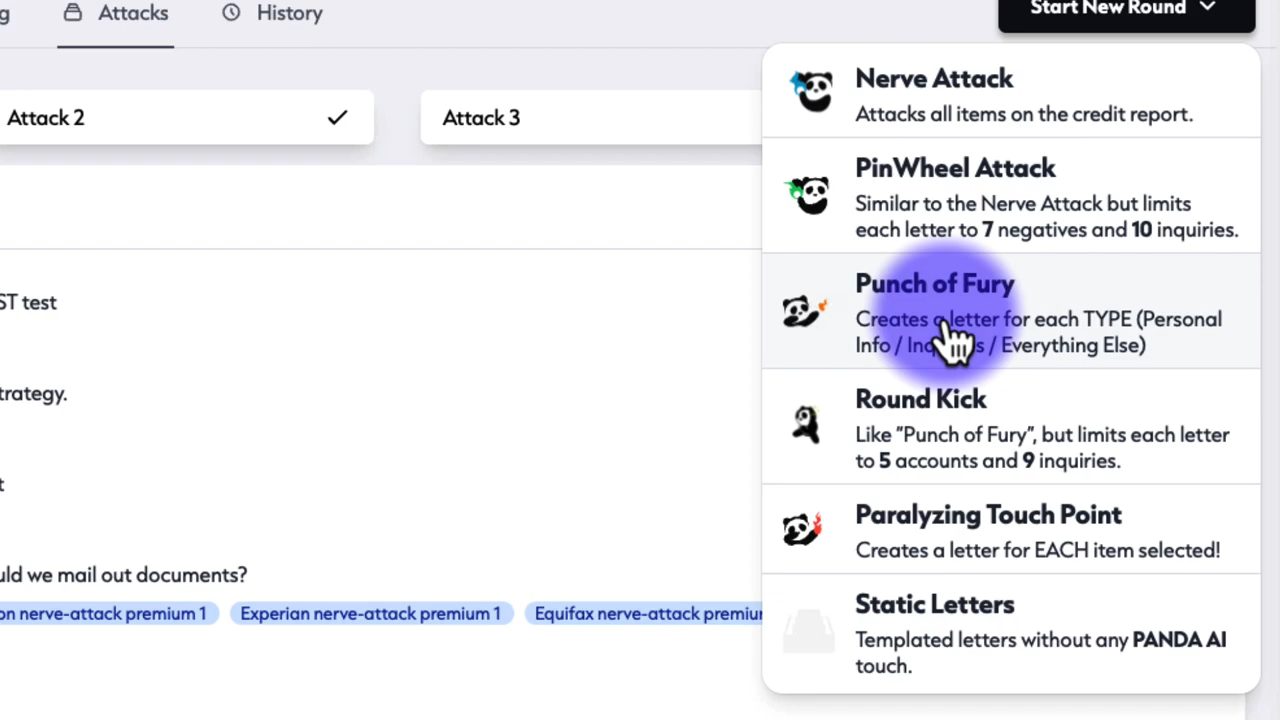 g
Attacks
History
Start New Round
Attack 2
Attack 3
Nerve Attack
Attacks all items on the credit report.
PinWheel Attack
Similar to the Nerve Attack but limits
each letter to 7 negatives and 10 inquiries.
Punch of Fury
Creates a letter for each TYPE (Personal
Info / Inquiries / Everything Else)
Round Kick
Like "Punch of Fury", but limits each letter
to 5 accounts and 9 inquiries.
Paralyzing Touch Point
Creates a letter for EACH item selected!
Static Letters
Templated letters without any PANDA AI
touch.
ST test
trategy.
t
uld we mail out documents?
on nerve-attack premium 1
Experian nerve-attack premium 1
Equifax nerve-attack premium